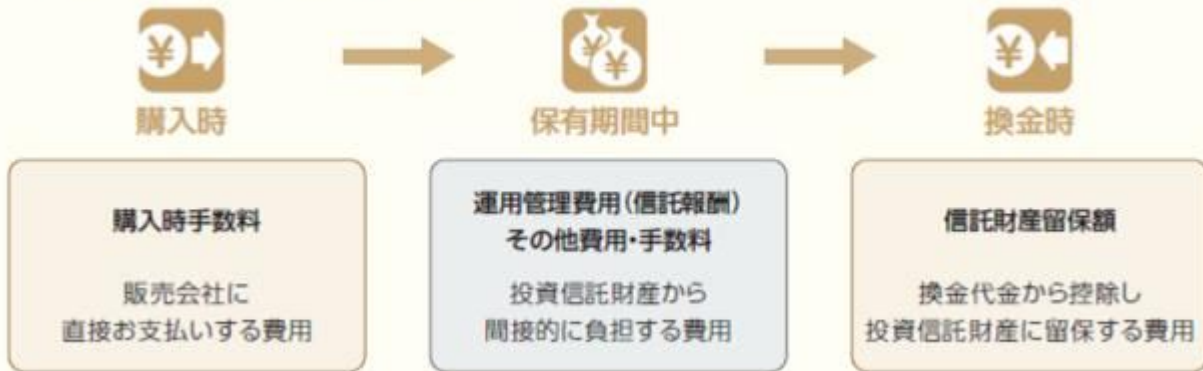 ¥
購入時
¥
¥
保有期間中
¥
換金時
購入時手数料
販売会社に
直接お支払いする費用
運用管理費用(信託報酬)
その他費用・手数料
投資信託財産から
間接的に負担する費用
信託財産留保額
換金代金から控除し
投資信託財産に留保する費用